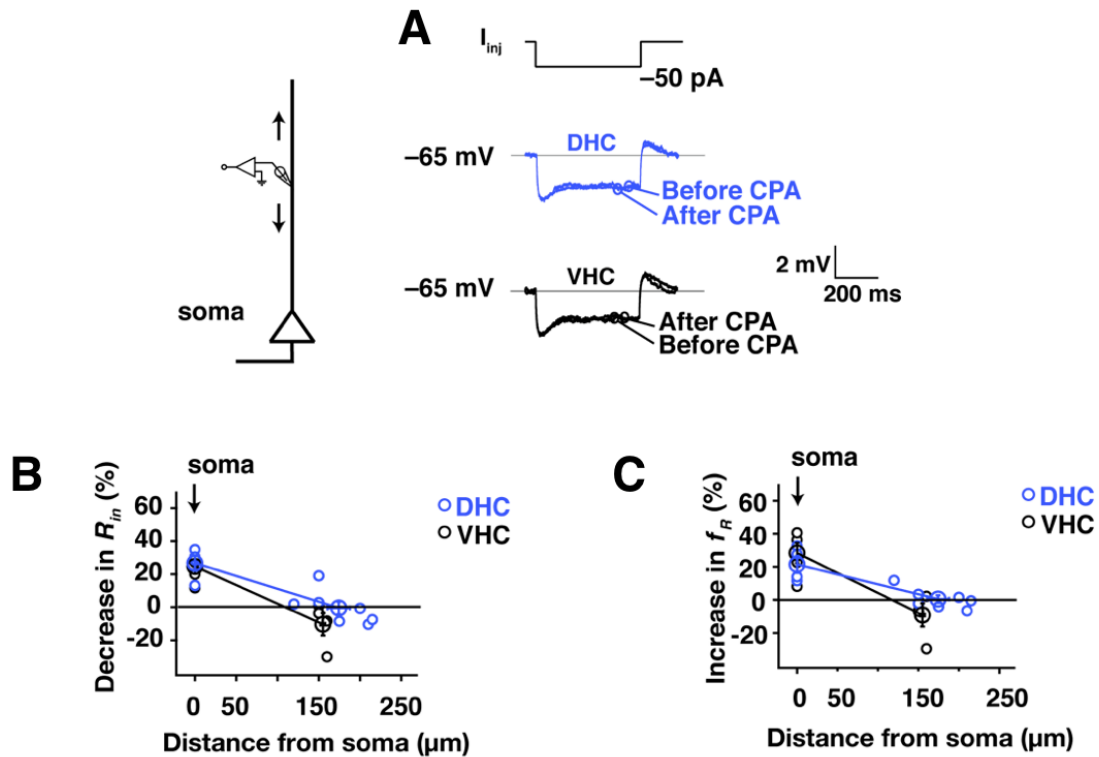 A
I inj
−50 pA
DHC
−65 mV
Before CPA
After CPA
VHC
−65 mV
After CPA
Before CPA
2 mV
200 ms
soma
B
soma
Decrease in R in (%)
60
40
20
0
-20
DHC
VHC
0 50 150 250
Distance from soma (µm)
C
soma
Increase in f R (%)
60
40
20
0
-20
DHC
VHC
0 50 150 250
Distance from soma (µm)